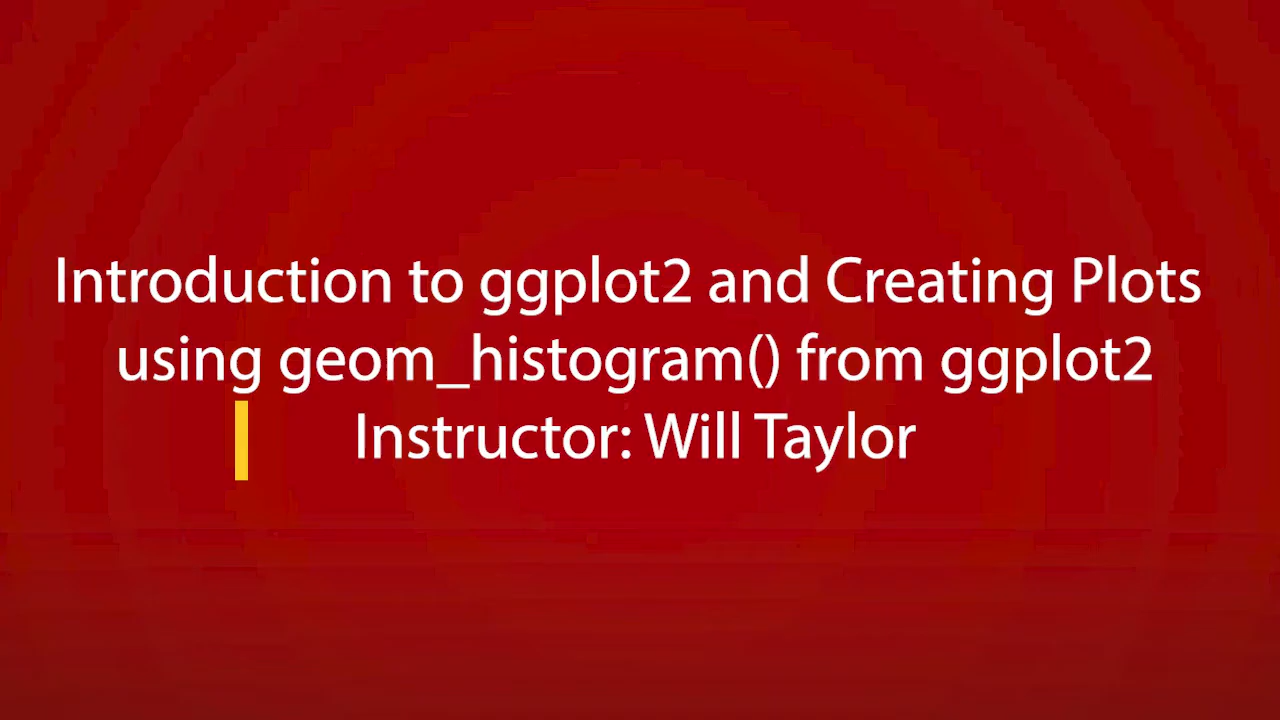 Introduction to ggplot2 and Creating Plots
using geom_histogram() from ggplot2
Instructor: Will Taylor